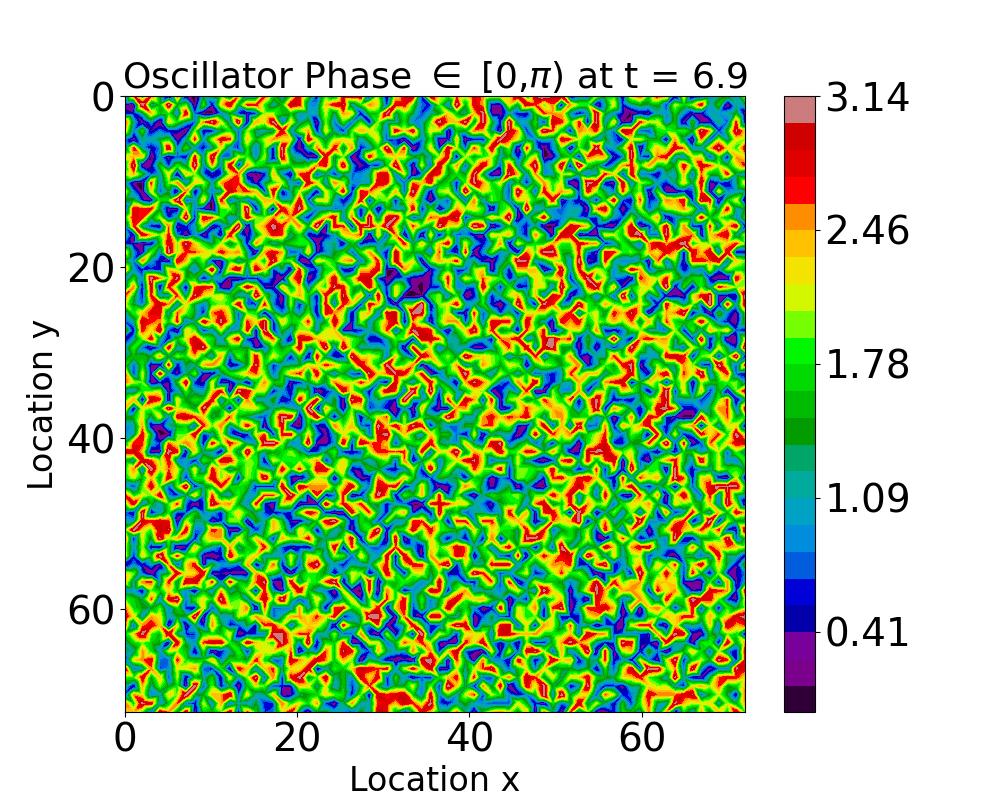 Oscillator Phase ∈ [0,π) at t = 6.9
0
20
40
60
Location y
0 20 40 60
Location x
3.14
2.46
1.78
1.09
0.41